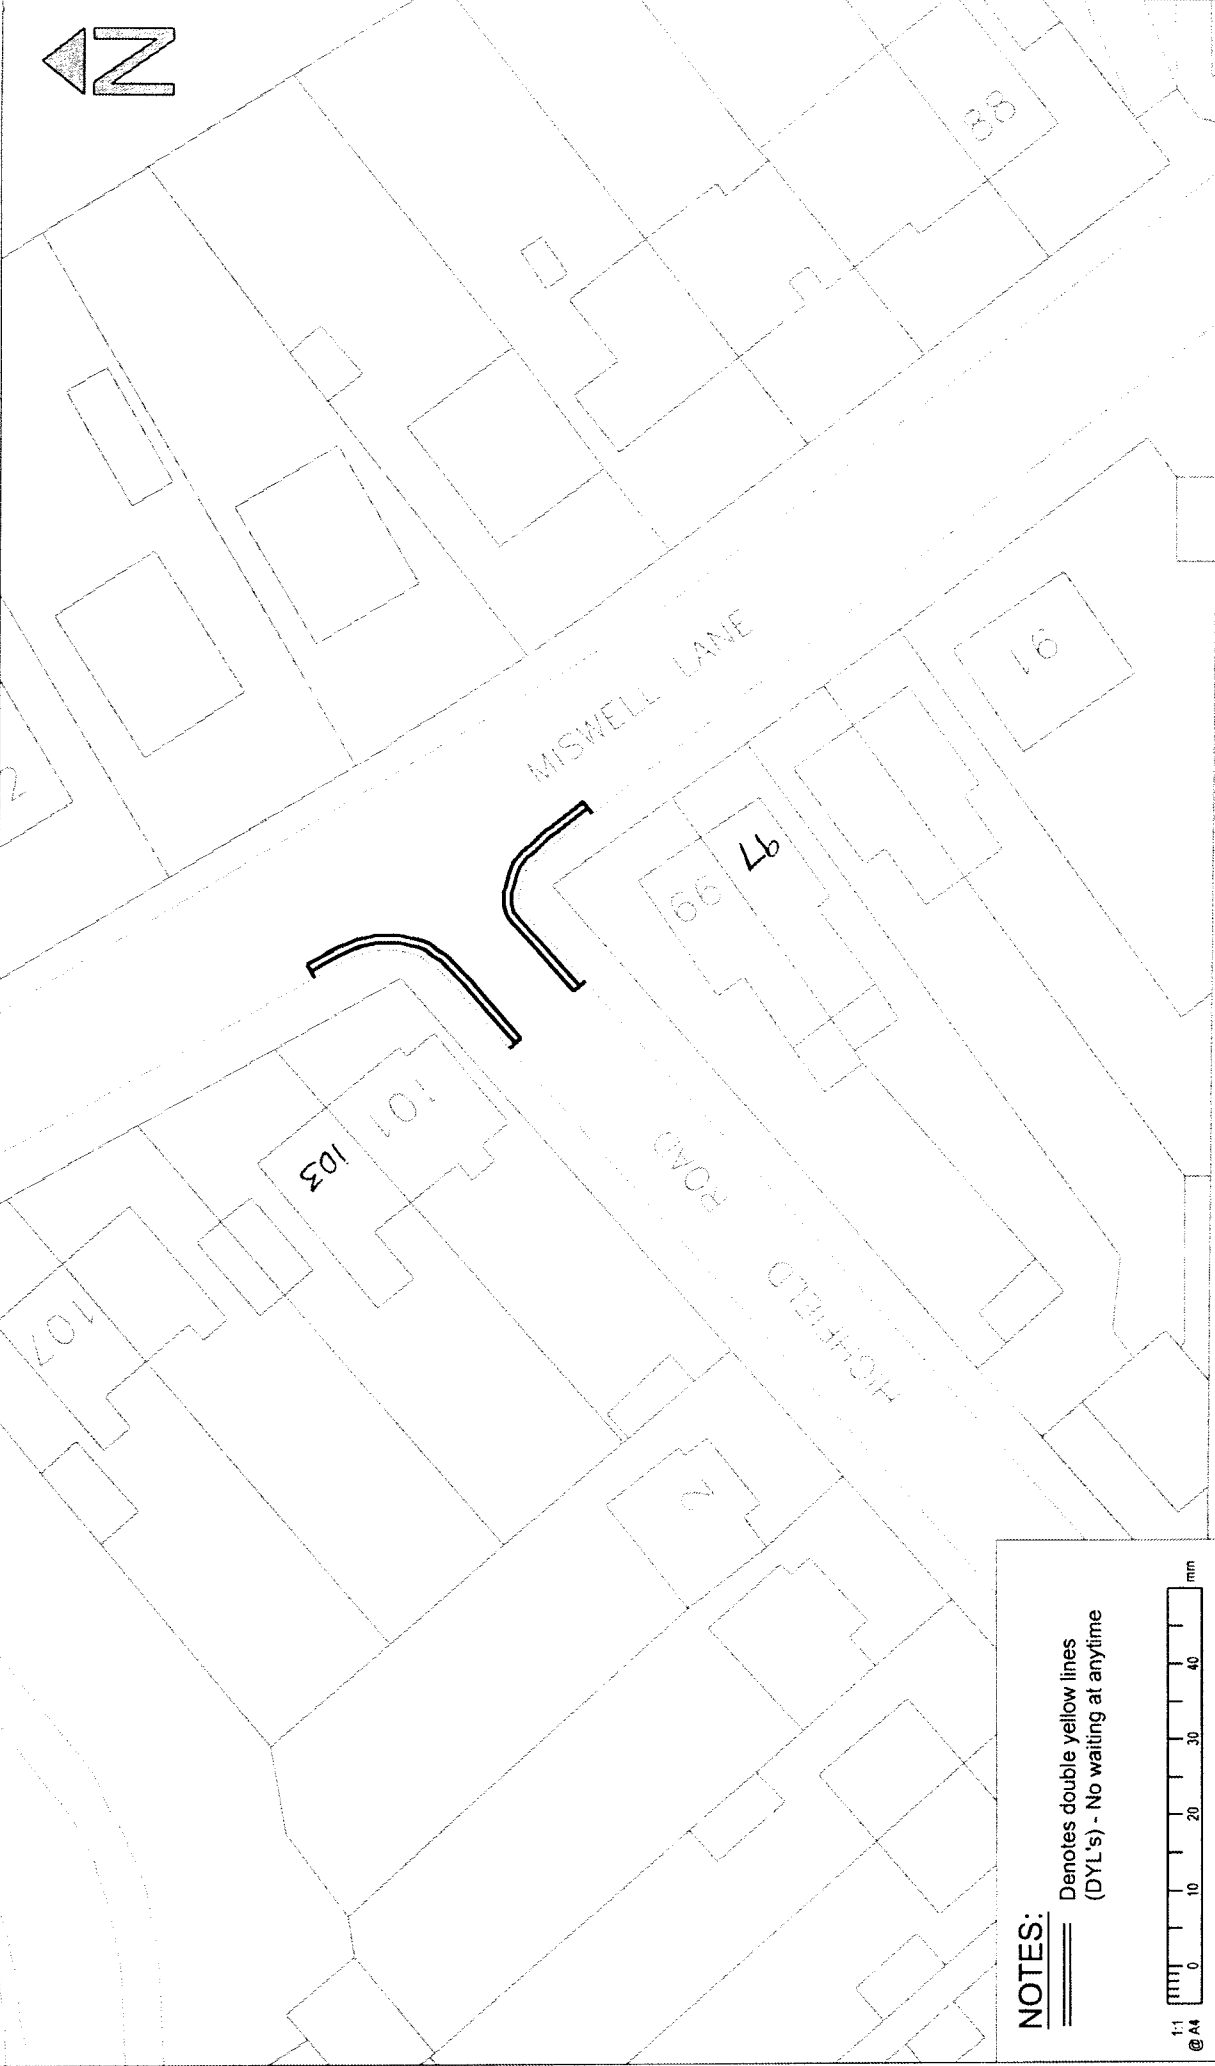 N
88
2
MISWELL LANE
91
97
99
101
103
107
HIGHFIELD ROAD
2
NOTES:
Denotes double yellow lines
(DYL's) - No waiting at anytime
1:1
@ A4
0 10 20 30 40 mm